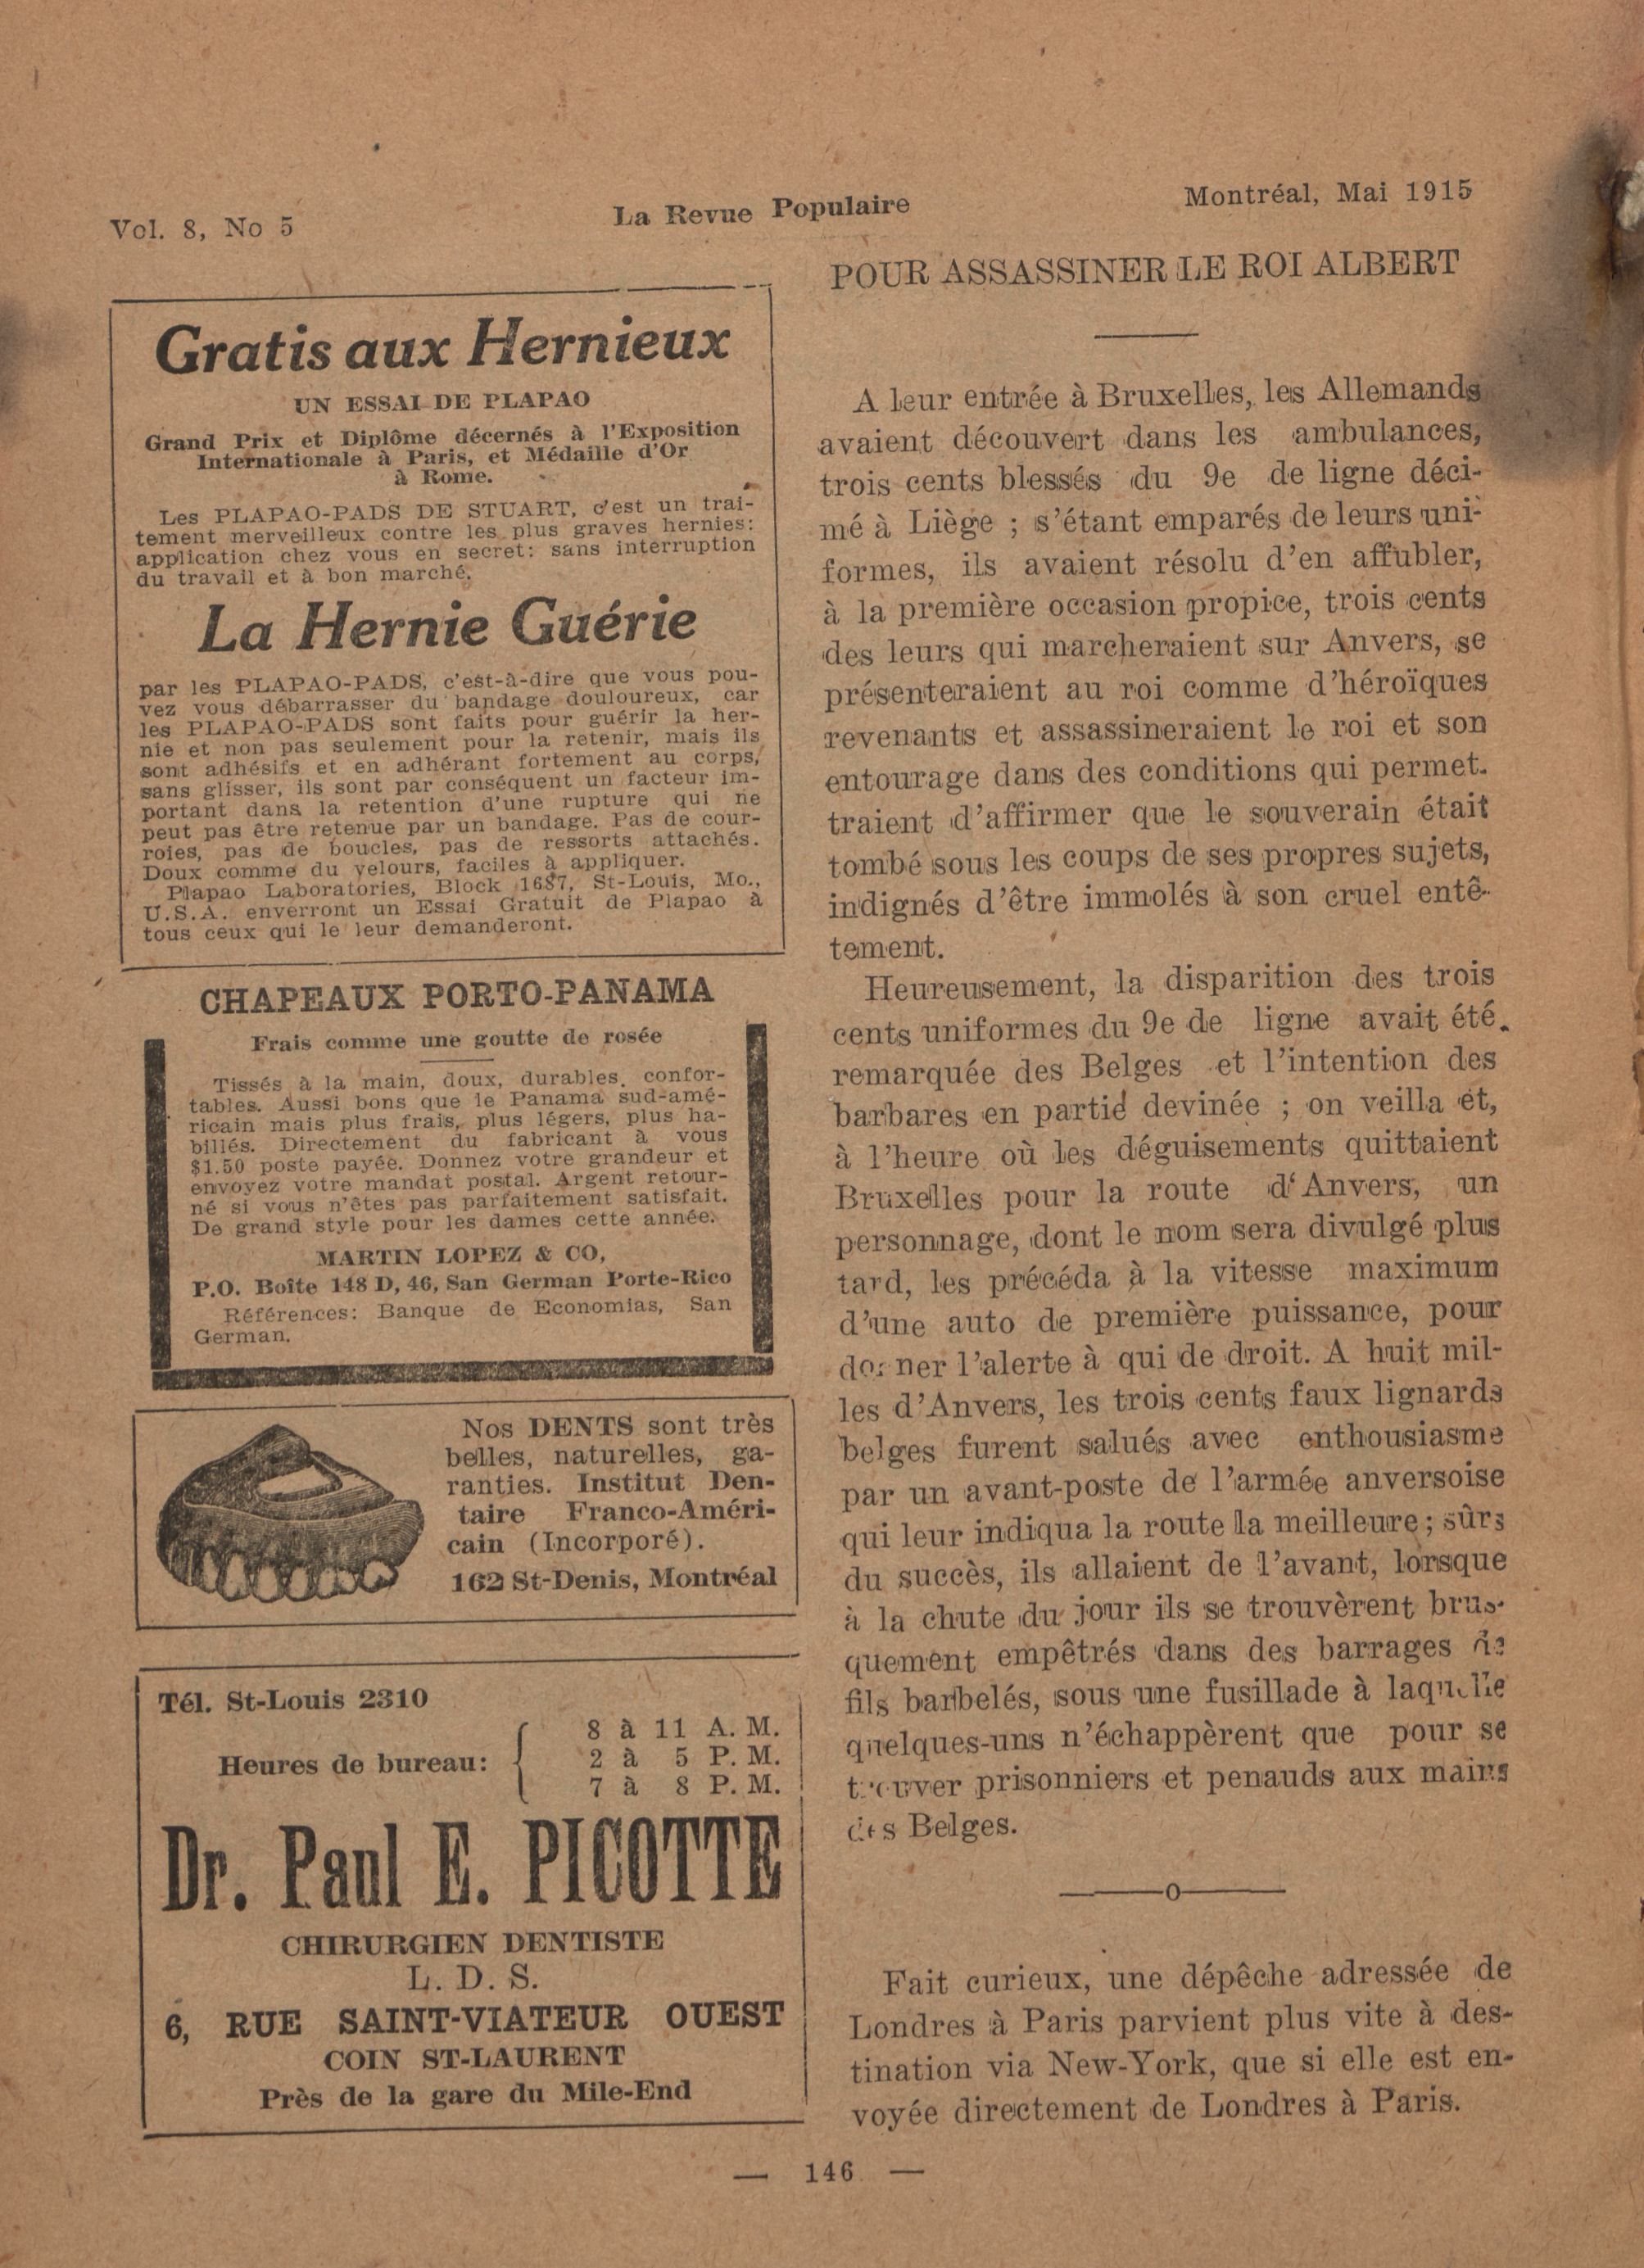 Vol. 8, No 5
La Revue Populaire
Montréal, Mai 1915
Gratis aux Hernieux
UN ESSAI DE PLAPAO
Grand Prix et Diplôme décernés à l'Exposition
Internationale à Paris, et Médaille d'Or
à Rome.
Les PLAPAO-PADS DE STUART, c'est un trai-
tement merveilleux contre les plus graves hernies:
application chez vous en secret: sans interruption
du travail et à bon marché.
La Hernie Guérie
par les PLAPAO-PADS, c'est-à-dire que vous pou-
vez vous débarrasser du bandage douloureux, car
les PLAPAO-PADS sont faits pour guérir la her-
nie et non pas seulement pour la retenir, mais ils
sont adhésifs et en adhérant fortement au corps,
sans glisser, ils sont par conséquent un facteur im-
portant dans la retention d'une rupture qui ne
peut pas être retenue par un bandage. Pas de cour-
roies, pas de boucles, pas de ressorts attachés.
Doux comme du velours, faciles à appliquer.
Plapao Laboratories, Block 1687, St-Louis, Mo.,
U.S.A. enverront un Essai Gratuit de Plapao à
tous ceux qui le leur demanderont.
CHAPEAUX PORTO-PANAMA
Frais comme une goutte de rosée
Tissés à la main, doux, durables, confor-
tables. Aussi bons que le Panama sud-amé-
ricain mais plus frais, plus légers, plus ha-
billés. Directement du fabricant à vous
$1.50 poste payée. Donnez votre grandeur et
envoyez votre mandat postal. Argent retour-
né si vous n'êtes pas parfaitement satisfait.
De grand style pour les dames cette année.
MARTIN LOPEZ & CO,
P.O. Boîte 148 D, 46, San German Porte-Rico
Références: Banque de Economias, San
German.
Nos DENTS sont très
belles, naturelles, ga-
ranties. Institut Den-
taire Franco-Améri-
cain (Incorporé).
162 St-Denis, Montréal
Tél. St-Louis 2310
Heures de bureau:
8 à 11 A. M.
2 à 5 P. M.
7 à 8 P. M.
Dr. Paul E. PICOTTE
CHIRURGIEN DENTISTE
L. D. S.
6, RUE SAINT-VIATEUR OUEST
COIN ST-LAURENT
Près de la gare du Mile-End
POUR ASSASSINER LE ROI ALBERT
A leur entrée à Bruxelles, les Allemands
avaient découvert dans les ambulances,
trois cents blessés du 9e de ligne déci-
mé à Liège ; s'étant emparés de leurs uni-
formes, ils avaient résolu d'en affubler,
à la première occasion propice, trois cents
des leurs qui marcheraient sur Anvers, se
présenteraient au roi comme d'héroïques
revenants et assassineraient le roi et son
entourage dans des conditions qui permet-
traient d'affirmer que le souverain était
tombé sous les coups de ses propres sujets,
indignés d'être immolés à son cruel entê-
tement.
Heureusement, la disparition des trois
cents uniformes du 9e de ligne avait été
remarquée des Belges et l'intention des
barbares en partie devinée ; on veilla et,
à l'heure où les déguisements quittaient
Bruxelles pour la route d'Anvers, un
personnage, dont le nom sera divulgé plus
tard, les précéda à la vitesse maximum
d'une auto de première puissance, pour
donner l'alerte à qui de droit. A huit mil-
les d'Anvers, les trois cents faux lignards
belges furent salués avec enthousiasme
par un avant-poste de l'armée anversoise
qui leur indiqua la route la meilleure ; sûrs
du succès, ils allaient de l'avant, lorsque
à la chute du jour ils se trouvèrent brus-
quement empêtrés dans des barrages de
fils barbelés, sous une fusillade à laquelle
quelques-uns n'échappèrent que pour se
trouver prisonniers et penauds aux mains
des Belges.
o
Fait curieux, une dépêche adressée de
Londres à Paris parvient plus vite à des-
tination via New-York, que si elle est en-
voyée directement de Londres à Paris.
— 146 —